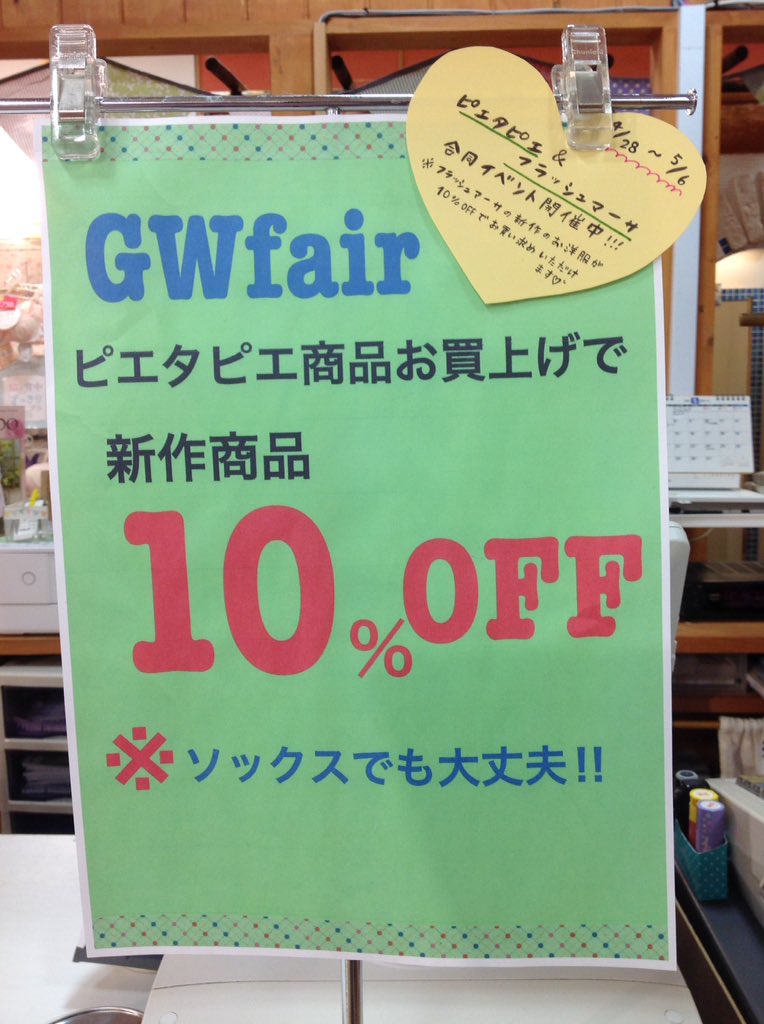 ピエタピエ &
フラッシュマーサ
4/28 〜 5/6
合同イベント開催中!!!
※フラッシュマーサの新作のお洋服が
10%OFFでお買い求めいただけ
ます♡
GWfair
ピエタピエ商品お買上げで
新作商品
10%OFF
※ソックスでも大丈夫!!